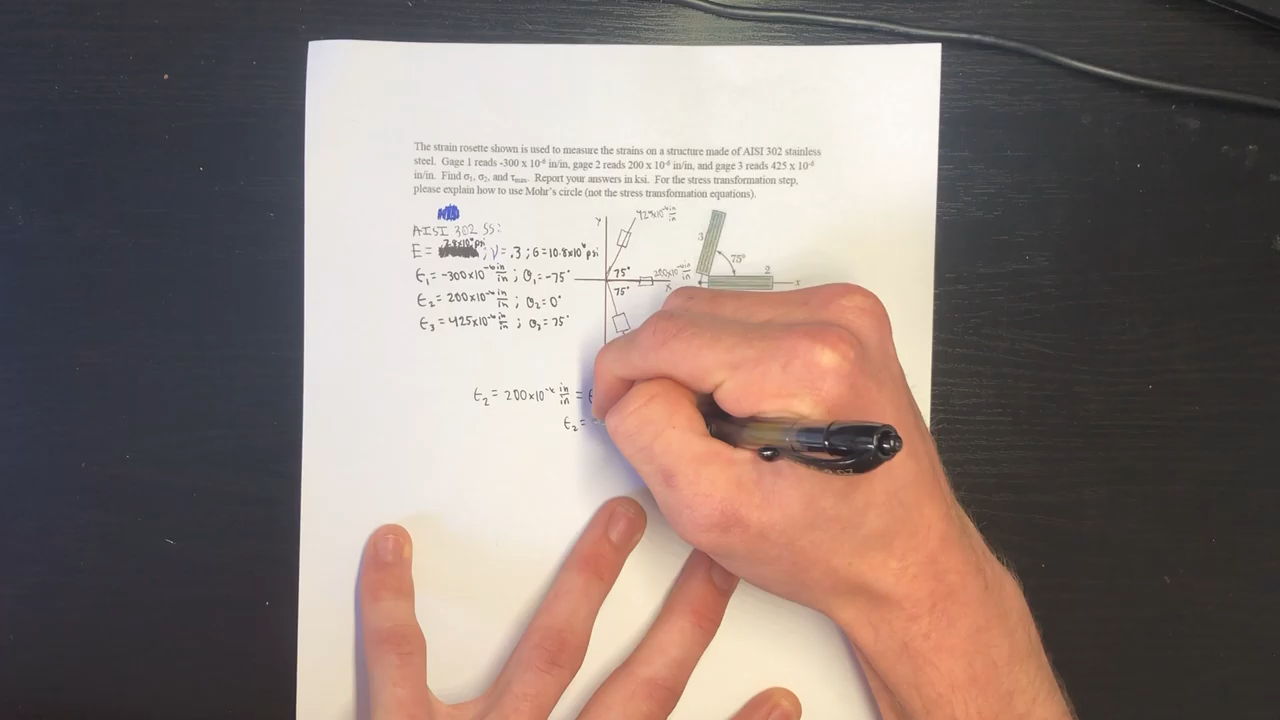 The strain rosette shown is used to measure the strains on a structure made of AISI 302 stainless
steel. Gage 1 reads -300 x 10⁻⁶ in/in, gage 2 reads 200 x 10⁻⁶ in/in, and gage 3 reads 425 x 10⁻⁶
in/in. Find σ₁, σ₂, and τₘₐₓ. Report your answers in ksi. For the stress transformation step,
please explain how to use Mohr's circle (not the stress transformation equations).
AISI 302 SS:
E = psi ; ν = .3 ; G = 10.8x10⁶ psi
ϵ₁ = -300x10⁻⁶ in/in ; θ₁ = -75°
ϵ₂ = 200x10⁻⁶ in/in ; θ₂ = 0°
ϵ₃ = 425x10⁻⁶ in/in ; θ₃ = 75°
y
425x10⁻⁶ in/in
75°
200x10⁻⁶ in/in
x
75°
3
75°
2
x
ϵ₂ = 200x10⁻⁶ in/in =
ϵ₂ =